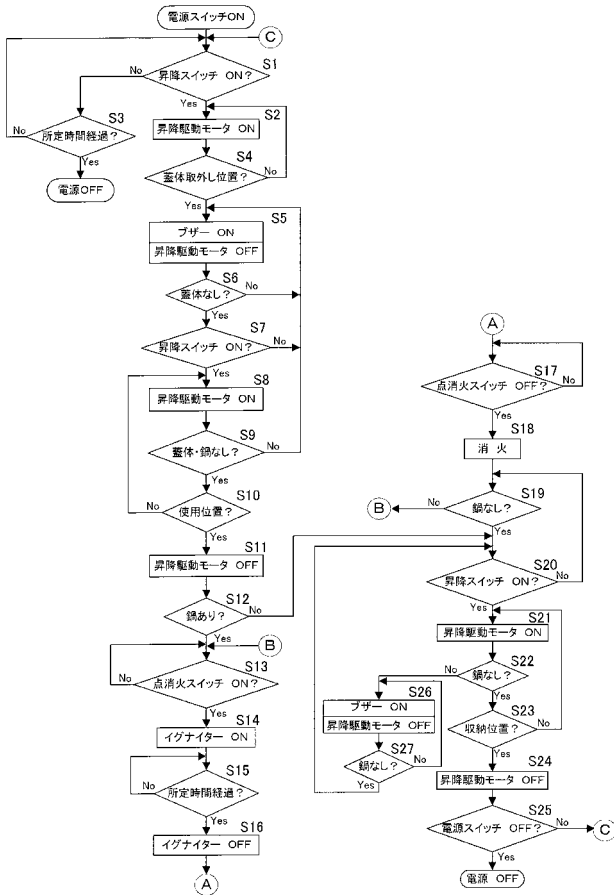 電源スイッチON
C
S1
昇降スイッチ ON?
No
Yes
S2
昇降駆動モータ ON
S3
所定時間経過?
No
Yes
電源OFF
S4
蓋体取外し位置?
No
Yes
S5
ブザー ON
昇降駆動モータ OFF
S6
蓋体なし?
No
Yes
S7
昇降スイッチ ON?
No
Yes
S8
昇降駆動モータ ON
S9
蓋体・鍋なし?
No
Yes
S10
使用位置?
No
Yes
S11
昇降駆動モータ OFF
S12
鍋あり?
No
Yes
B
S13
点消火スイッチ ON?
No
Yes
S14
イグナイター ON
S15
所定時間経過?
No
Yes
S16
イグナイター OFF
A
A
S17
点消火スイッチ OFF?
No
Yes
S18
消 火
S19
鍋なし?
No
B
Yes
S20
昇降スイッチ ON?
No
Yes
S21
昇降駆動モータ ON
S22
鍋なし?
No
Yes
S23
収納位置?
No
Yes
S24
昇降駆動モータ OFF
S25
電源スイッチ OFF?
No
C
Yes
電源 OFF
S26
ブザー ON
昇降駆動モータ OFF
S27
鍋なし?
No
Yes